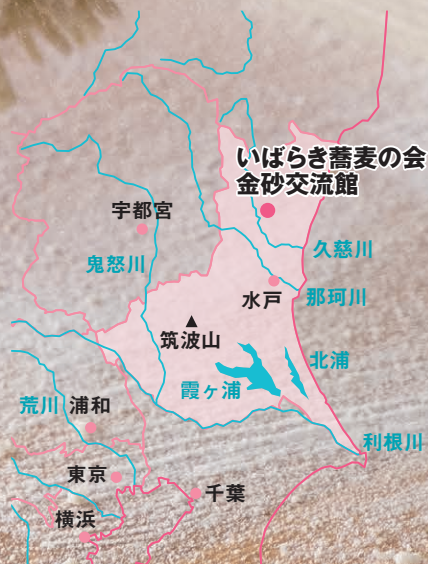 いばらき蕎麦の会
金砂交流館
宇都宮
久慈川
鬼怒川
那珂川
水戸
筑波山
北浦
霞ヶ浦
荒川
浦和
利根川
東京
千葉
横浜